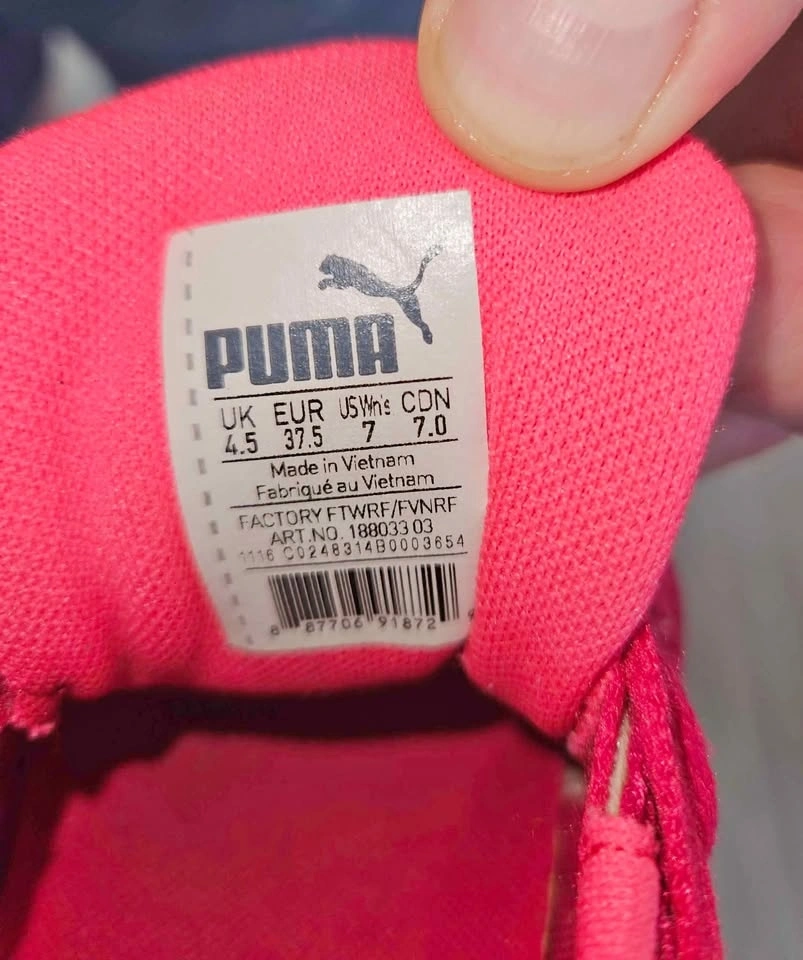 PUMA
UK EUR US Wn's CDN
4.5 37.5 7 7.0
Made in Vietnam
Fabriqué au Vietnam
FACTORY FTWRF/FVNRF
ART.NO. 188033 03
1116 C0248314B0003654
8 87706 91872